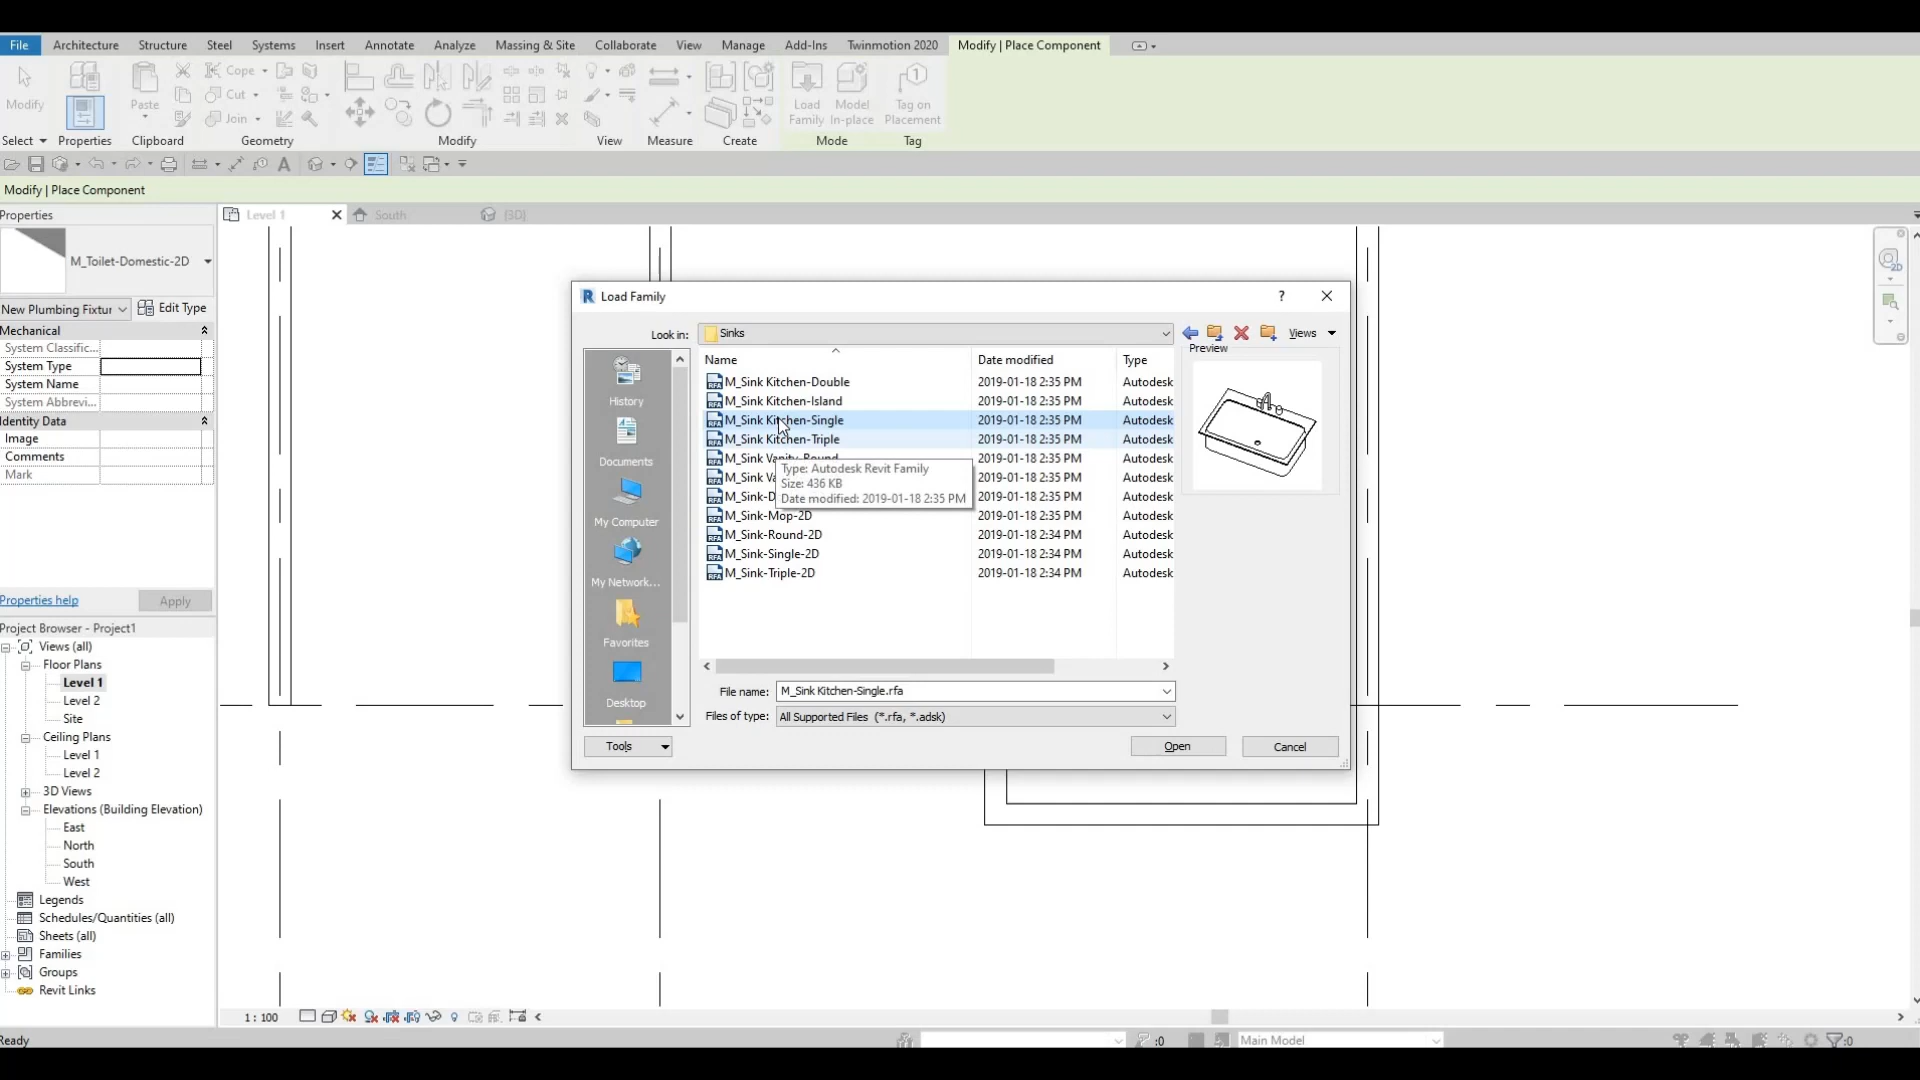 File Architecture Structure Steel Systems Insert Annotate Analyze Massing & Site Collaborate View Manage Add-Ins Twinmotion 2020 Modify | Place Component
Cope
Cut
Join
Modify
Paste
Load Family
Model In-place
Tag on Placement
Select Properties Clipboard Geometry Modify View Measure Create Mode Tag
Modify | Place Component
Properties
Level 1
South
{3D}
M_Toilet-Domestic-2D
New Plumbing Fixtur
Edit Type
Mechanical
System Classific...
System Type
System Name
System Abbrevi...
Identity Data
Image
Comments
Mark
Properties help
Apply
Project Browser - Project1
Views (all)
Floor Plans
Level 1
Level 2
Site
Ceiling Plans
Level 1
Level 2
3D Views
Elevations (Building Elevation)
East
North
South
West
Legends
Schedules/Quantities (all)
Sheets (all)
Families
Groups
Revit Links
Load Family
?
Look in: Sinks
Views
Preview
History
Documents
My Computer
My Network...
Favorites
Desktop
Name Date modified Type
M_Sink Kitchen-Double 2019-01-18 2:35 PM Autodesk
M_Sink Kitchen-Island 2019-01-18 2:35 PM Autodesk
M_Sink Kitchen-Single 2019-01-18 2:35 PM Autodesk
M_Sink Kitchen-Triple 2019-01-18 2:35 PM Autodesk
M_Sink Vanity-Round 2019-01-18 2:35 PM Autodesk
M_Sink Va 2019-01-18 2:35 PM Autodesk
M_Sink-D 2019-01-18 2:35 PM Autodesk
M_Sink-Mop-2D 2019-01-18 2:35 PM Autodesk
M_Sink-Round-2D 2019-01-18 2:34 PM Autodesk
M_Sink-Single-2D 2019-01-18 2:34 PM Autodesk
M_Sink-Triple-2D 2019-01-18 2:34 PM Autodesk
Type: Autodesk Revit Family
Size: 436 KB
Date modified: 2019-01-18 2:35 PM
File name: M_Sink Kitchen-Single.rfa
Files of type: All Supported Files (*.rfa, *.adsk)
Tools
Open
Cancel
1 : 100
Ready
:0
Main Model
:0